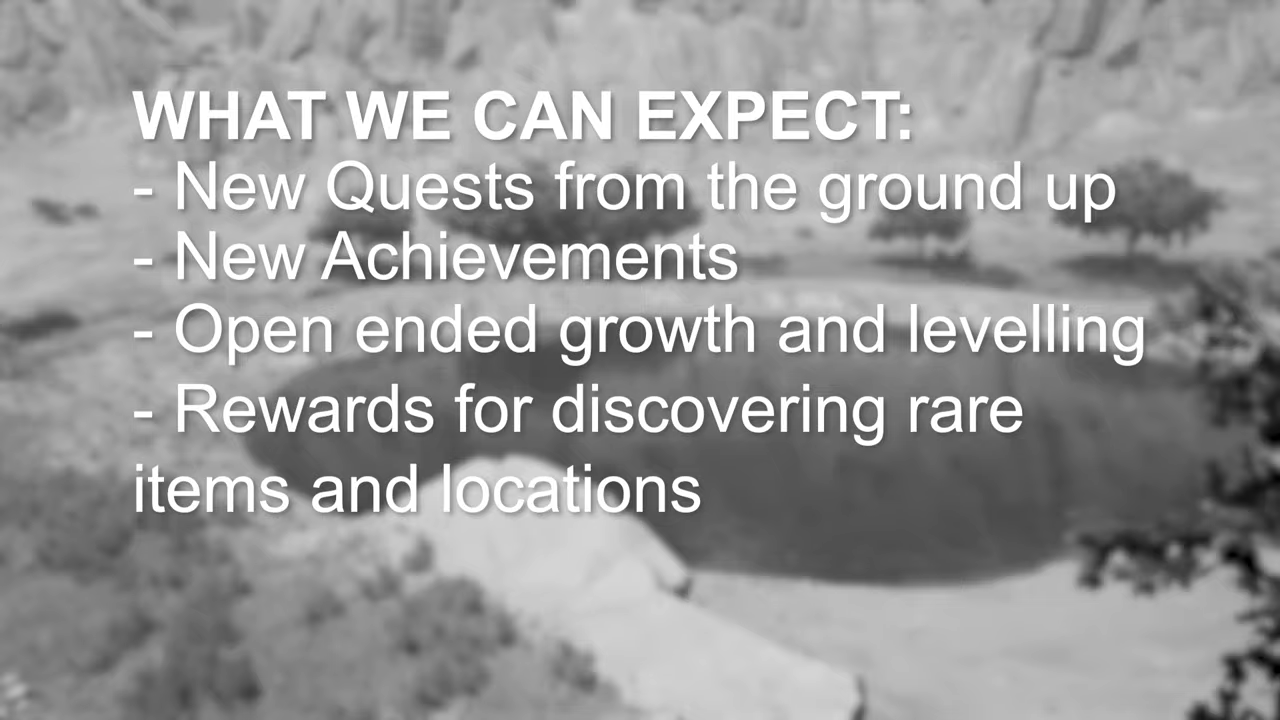 WHAT WE CAN EXPECT:
- New Quests from the ground up
- New Achievements
- Open ended growth and levelling
- Rewards for discovering rare
items and locations